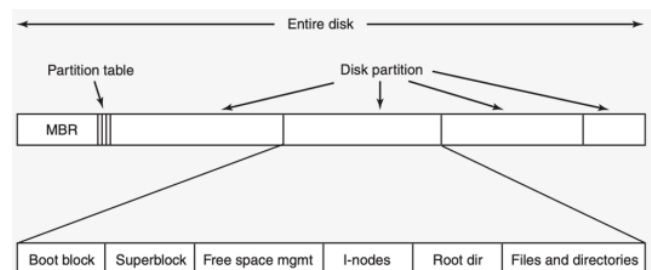 Entire disk
Partition table
Disk partition
MBR
Boot block
Superblock
Free space mgmt
I-nodes
Root dir
Files and directories